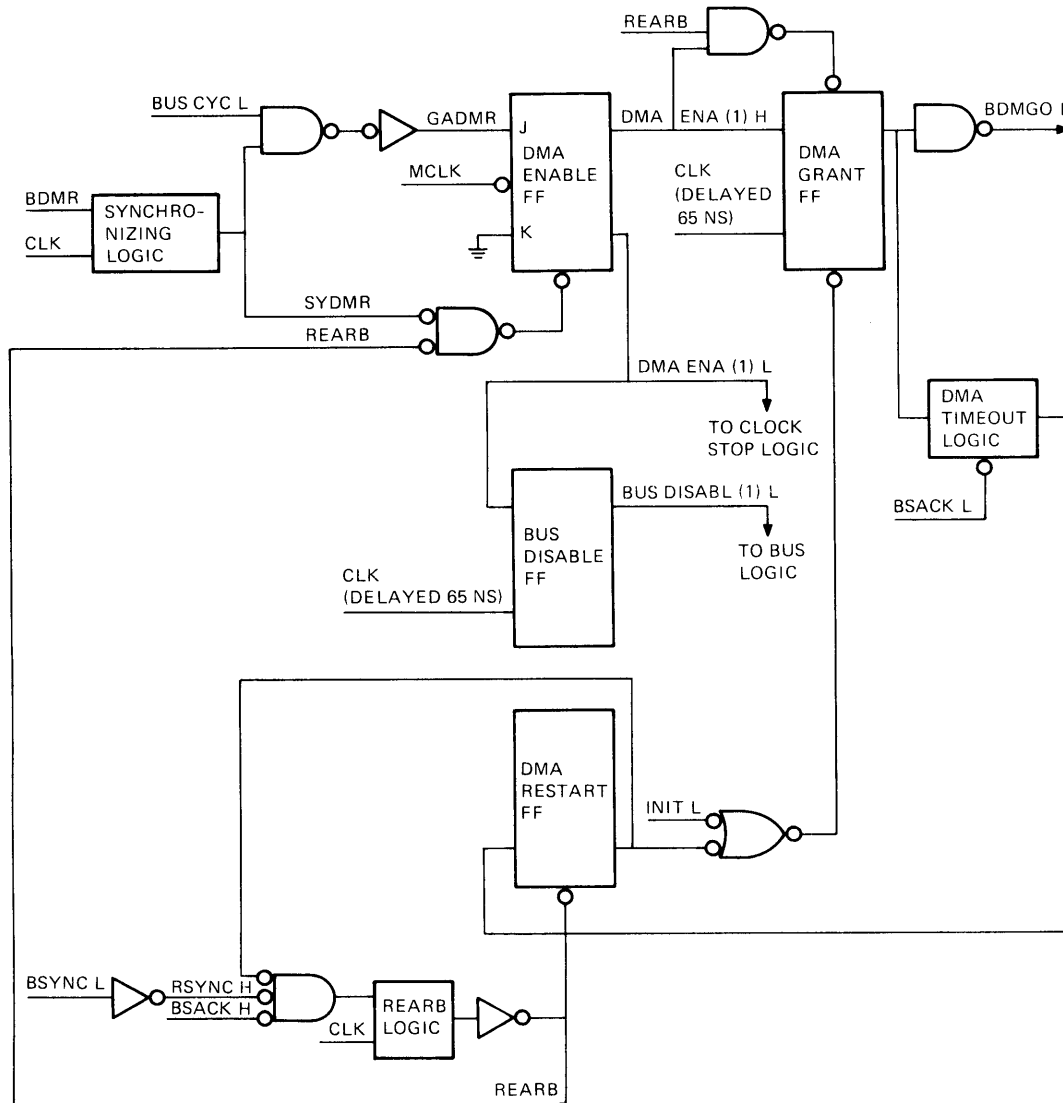 REARB
BUS CYC L
GADMR
J
DMA
ENABLE
FF
K
MCLK
DMA ENA (1) H
CLK
(DELAYED
65 NS)
DMA
GRANT
FF
BDMGO L
BDMR
CLK
SYNCHRO-
NIZING
LOGIC
SYDMR
REARB
DMA ENA (1) L
TO CLOCK
STOP LOGIC
DMA
TIMEOUT
LOGIC
BSACK L
BUS DISABL (1) L
TO BUS
LOGIC
BUS
DISABLE
FF
CLK
(DELAYED 65 NS)
DMA
RESTART
FF
INIT L
BSYNC L
RSYNC H
BSACK H
CLK
REARB
LOGIC
REARB